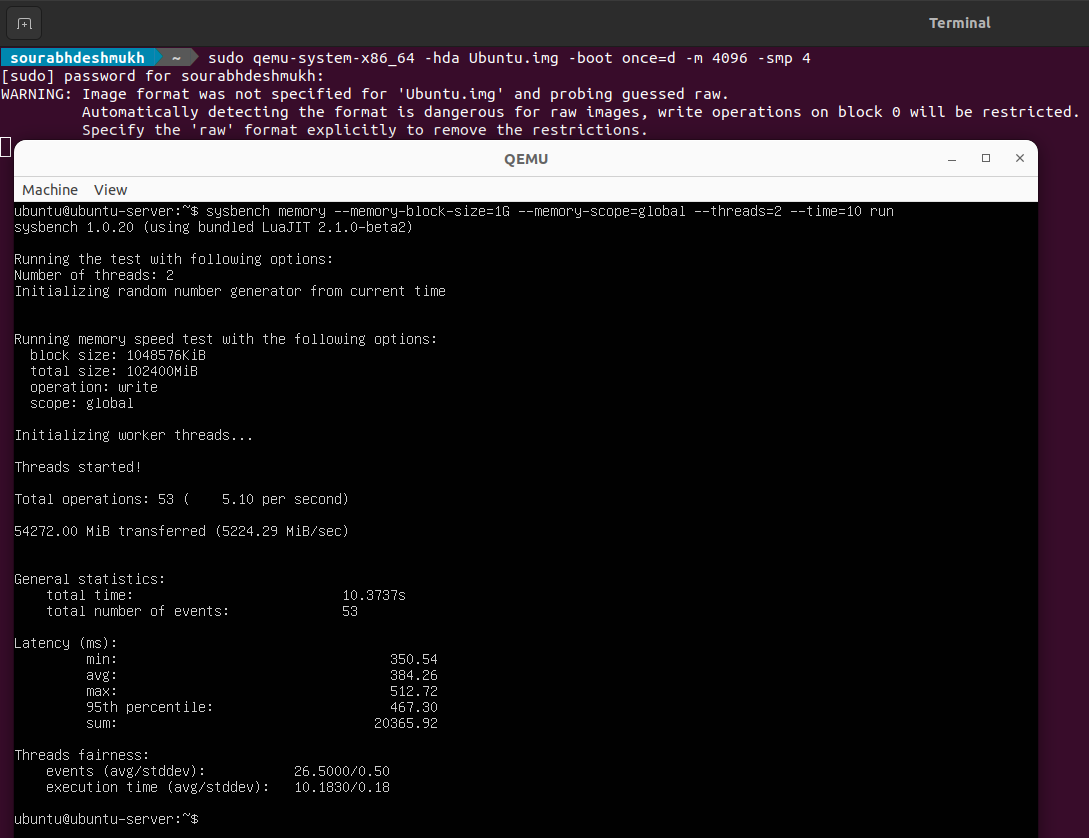 Terminal
sourabhdeshmukh ~ sudo qemu-system-x86_64 -hda Ubuntu.img -boot once=d -m 4096 -smp 4
[sudo] password for sourabhdeshmukh:
WARNING: Image format was not specified for 'Ubuntu.img' and probing guessed raw.
Automatically detecting the format is dangerous for raw images, write operations on block 0 will be restricted.
Specify the 'raw' format explicitly to remove the restrictions.
QEMU
Machine View
ubuntu@ubuntu-server:~$ sysbench memory --memory-block-size=1G --memory-scope=global --threads=2 --time=10 run
sysbench 1.0.20 (using bundled LuaJIT 2.1.0-beta2)
Running the test with following options:
Number of threads: 2
Initializing random number generator from current time
Running memory speed test with the following options:
block size: 1048576KiB
total size: 102400MiB
operation: write
scope: global
Initializing worker threads...
Threads started!
Total operations: 53 (    5.10 per second)
54272.00 MiB transferred (5224.29 MiB/sec)
General statistics:
total time: 10.3737s
total number of events: 53
Latency (ms):
min: 350.54
avg: 384.26
max: 512.72
95th percentile: 467.30
sum: 20365.92
Threads fairness:
events (avg/stddev): 26.5000/0.50
execution time (avg/stddev): 10.1830/0.18
ubuntu@ubuntu-server:~$